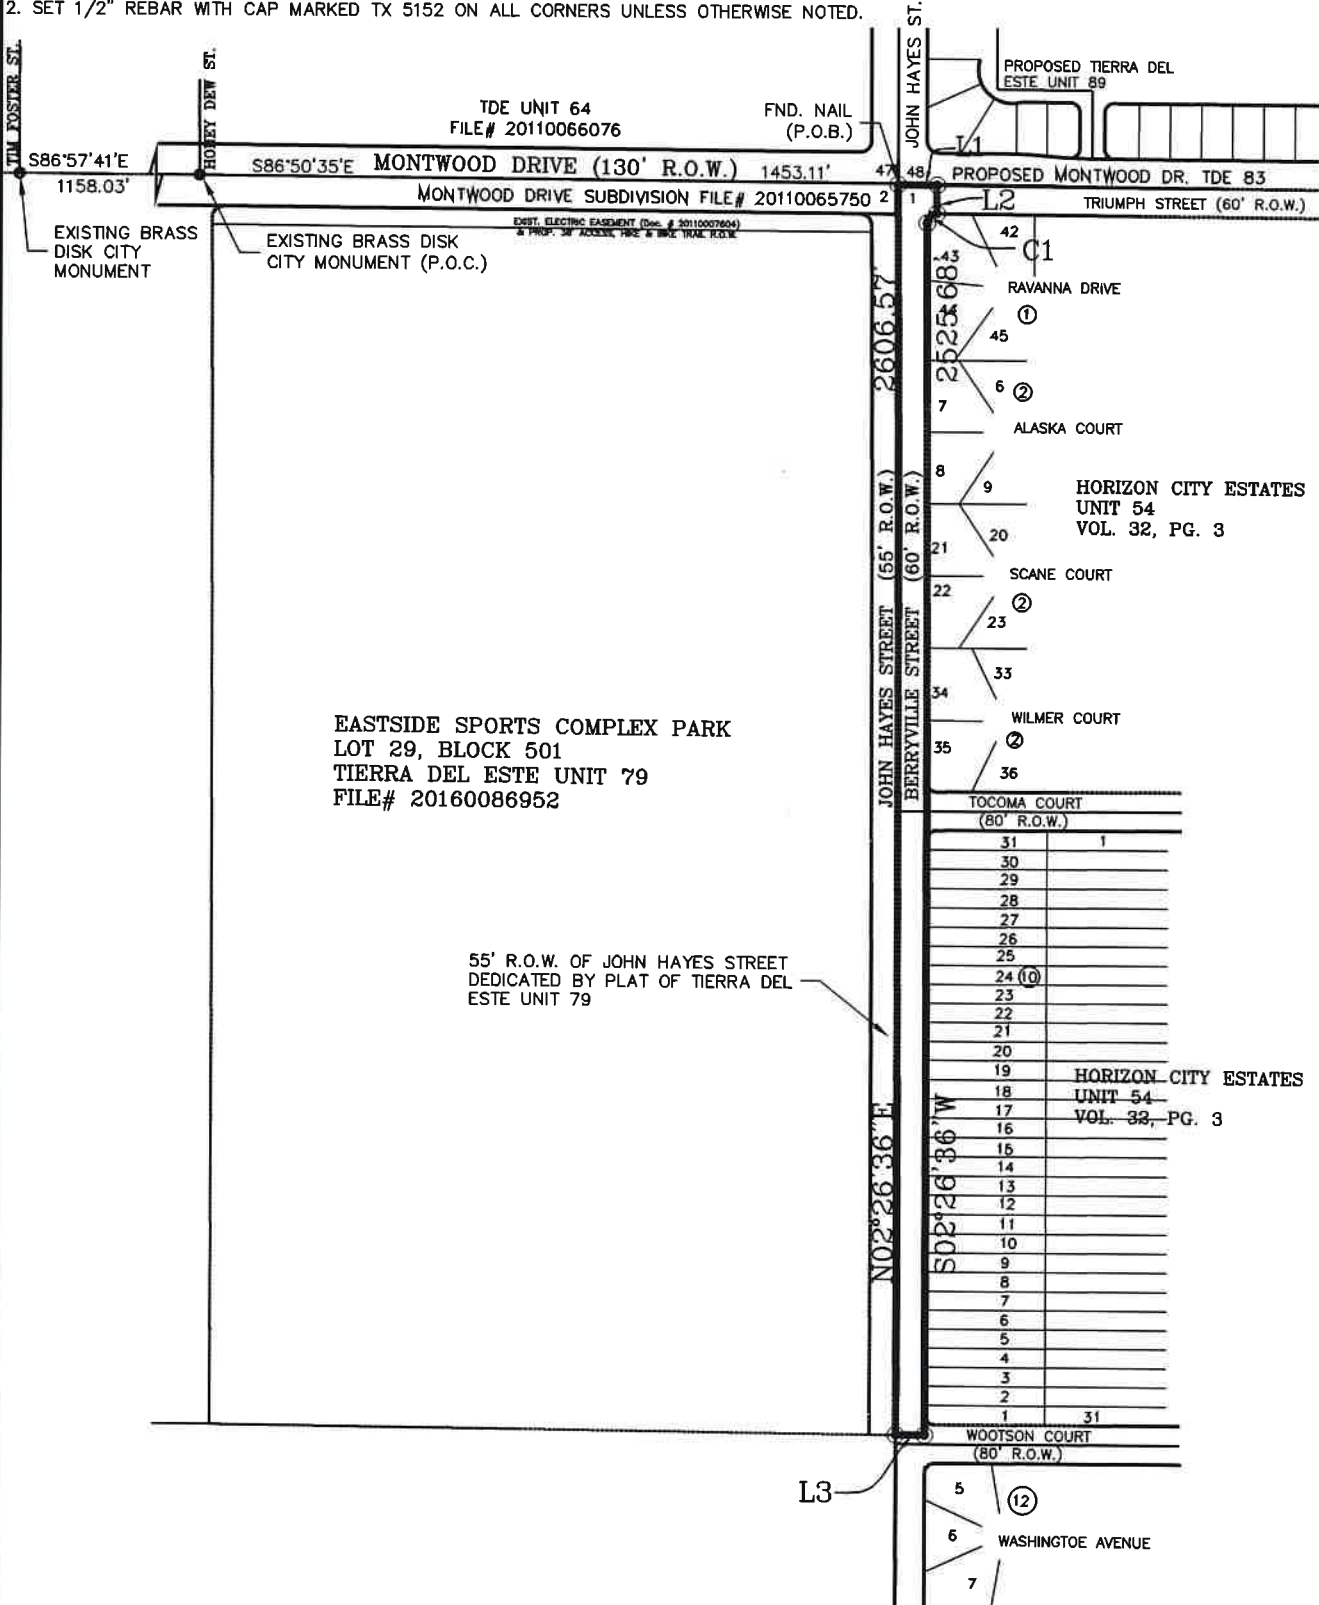 2. SET 1/2" REBAR WITH CAP MARKED TX 5152 ON ALL CORNERS UNLESS OTHERWISE NOTED.
TIM FOSTER ST.
HONEY DEW ST.
JOHN HAYES ST.
PROPOSED TIERRA DEL
ESTE UNIT 89
TDE UNIT 64
FILE# 20110066076
FND. NAIL
(P.O.B.)
L1
S86°57'41'E
1158.03'
S86°50'35'E
MONTWOOD DRIVE (130' R.O.W.)
1453.11'
47
48
PROPOSED MONTWOOD DR. TDE 83
MONTWOOD DRIVE SUBDIVISION FILE# 20110065750
2
1
L2
TRIUMPH STREET (60' R.O.W.)
EXIST. ELECTRIC EASEMENT (Doc. # 20110007604)
& PROP. 38' ACCESS, HIKE & BIKE TRAIL R.O.W.
EXISTING BRASS
DISK CITY
MONUMENT
EXISTING BRASS DISK
CITY MONUMENT (P.O.C.)
42
C1
43
RAVANNA DRIVE
1
44
45
2606.57'
2525.68'
6
2
7
ALASKA COURT
8
9
HORIZON CITY ESTATES
UNIT 54
VOL. 32, PG. 3
20
21
SCANE COURT
22
2
23
33
34
WILMER COURT
35
2
36
JOHN HAYES STREET (55' R.O.W.)
BERRYVILLE STREET (60' R.O.W.)
EASTSIDE SPORTS COMPLEX PARK
LOT 29, BLOCK 501
TIERRA DEL ESTE UNIT 79
FILE# 20160086952
TOCOMA COURT
(80' R.O.W.)
31 1
30
29
28
27
26
25
24 10
23
22
21
20
19
18
17
16
15
14
13
12
11
10
9
8
7
6
5
4
3
2
1 31
55' R.O.W. OF JOHN HAYES STREET
DEDICATED BY PLAT OF TIERRA DEL
ESTE UNIT 79
HORIZON CITY ESTATES
UNIT 54
VOL. 32, PG. 3
N02°26'36"E
S02°26'36"W
WOOTSON COURT
(80' R.O.W.)
L3
5
12
6
WASHINGTOE AVENUE
7